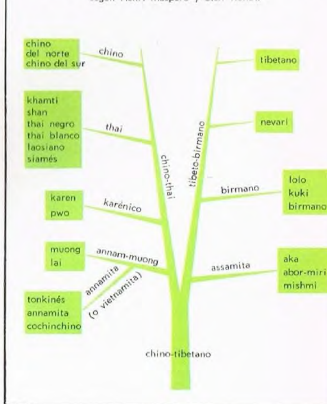 chino
del norte
chino del sur
chino
tibetano
khamti
shan
thai negro
thai blanco
laosiano
siamés
thai
nevari
chino-thai
tibeto-birmano
karen
pwo
karénico
birmano
lolo
kuki
birmano
muong
lai
annam-muong
annamita
(o vietnamita)
assamita
aka
abor-miri
mishmi
tonkinés
annamita
cochinchino
chino-tibetano